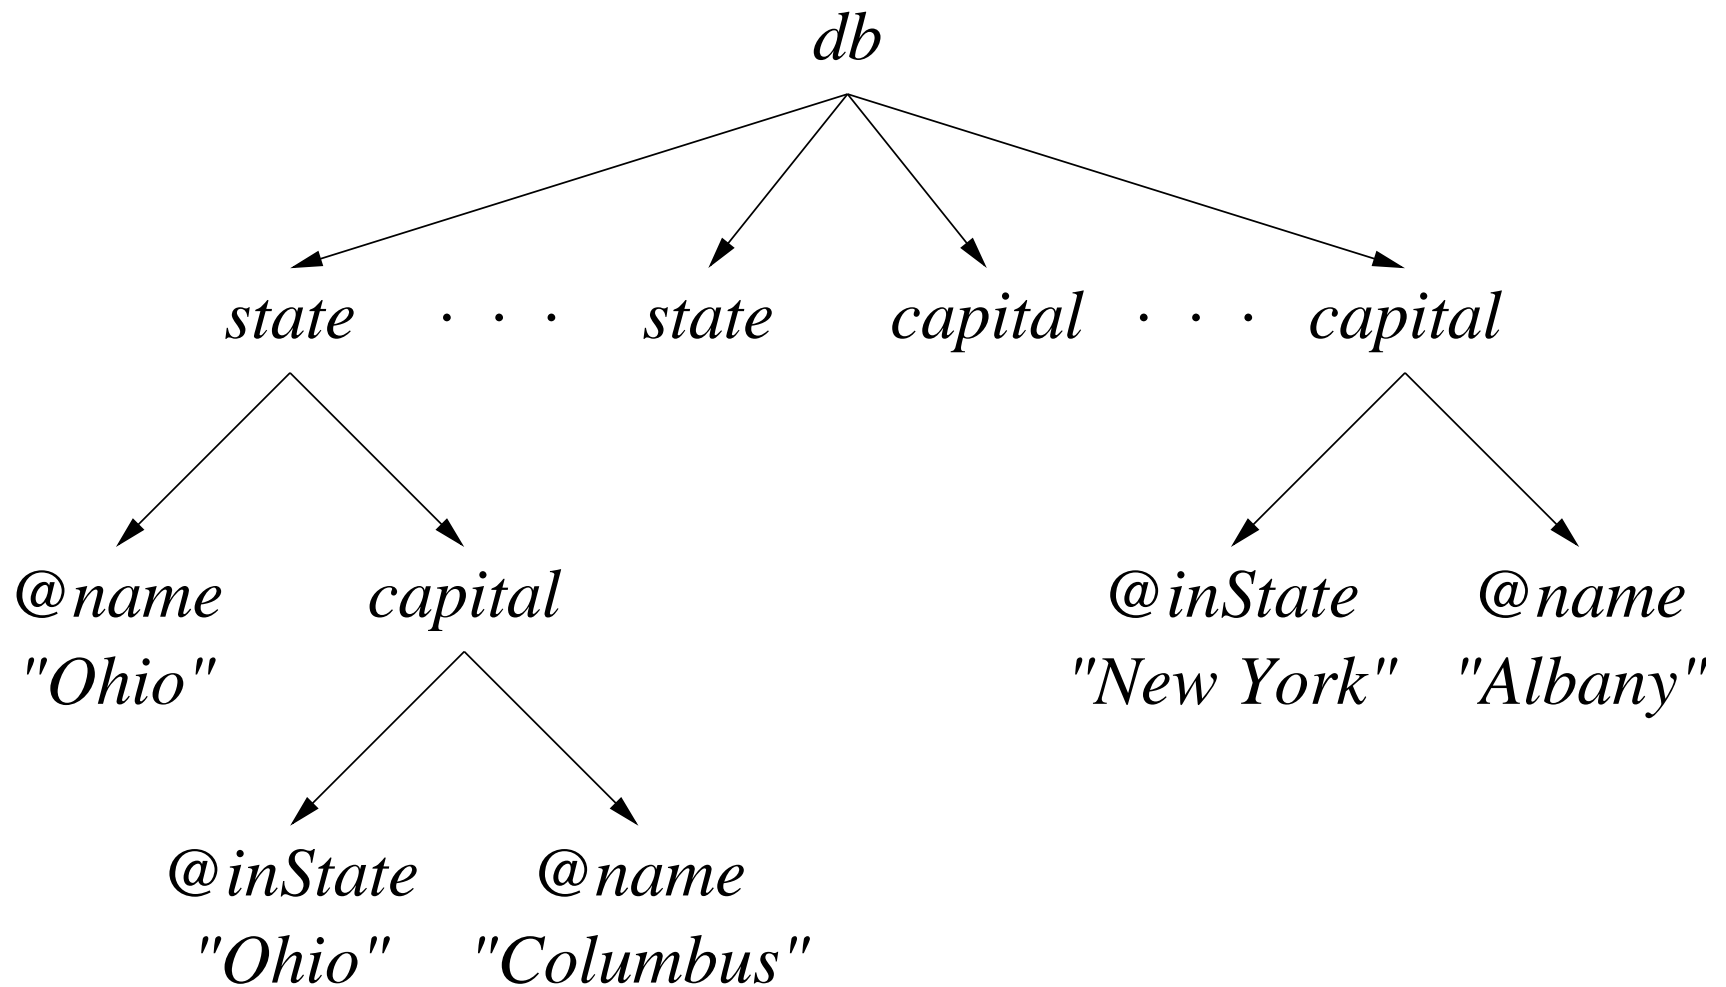 db
state · · · state capital · · · capital
@name capital @inState @name
"Ohio" "New York" "Albany"
@inState @name
"Ohio" "Columbus"